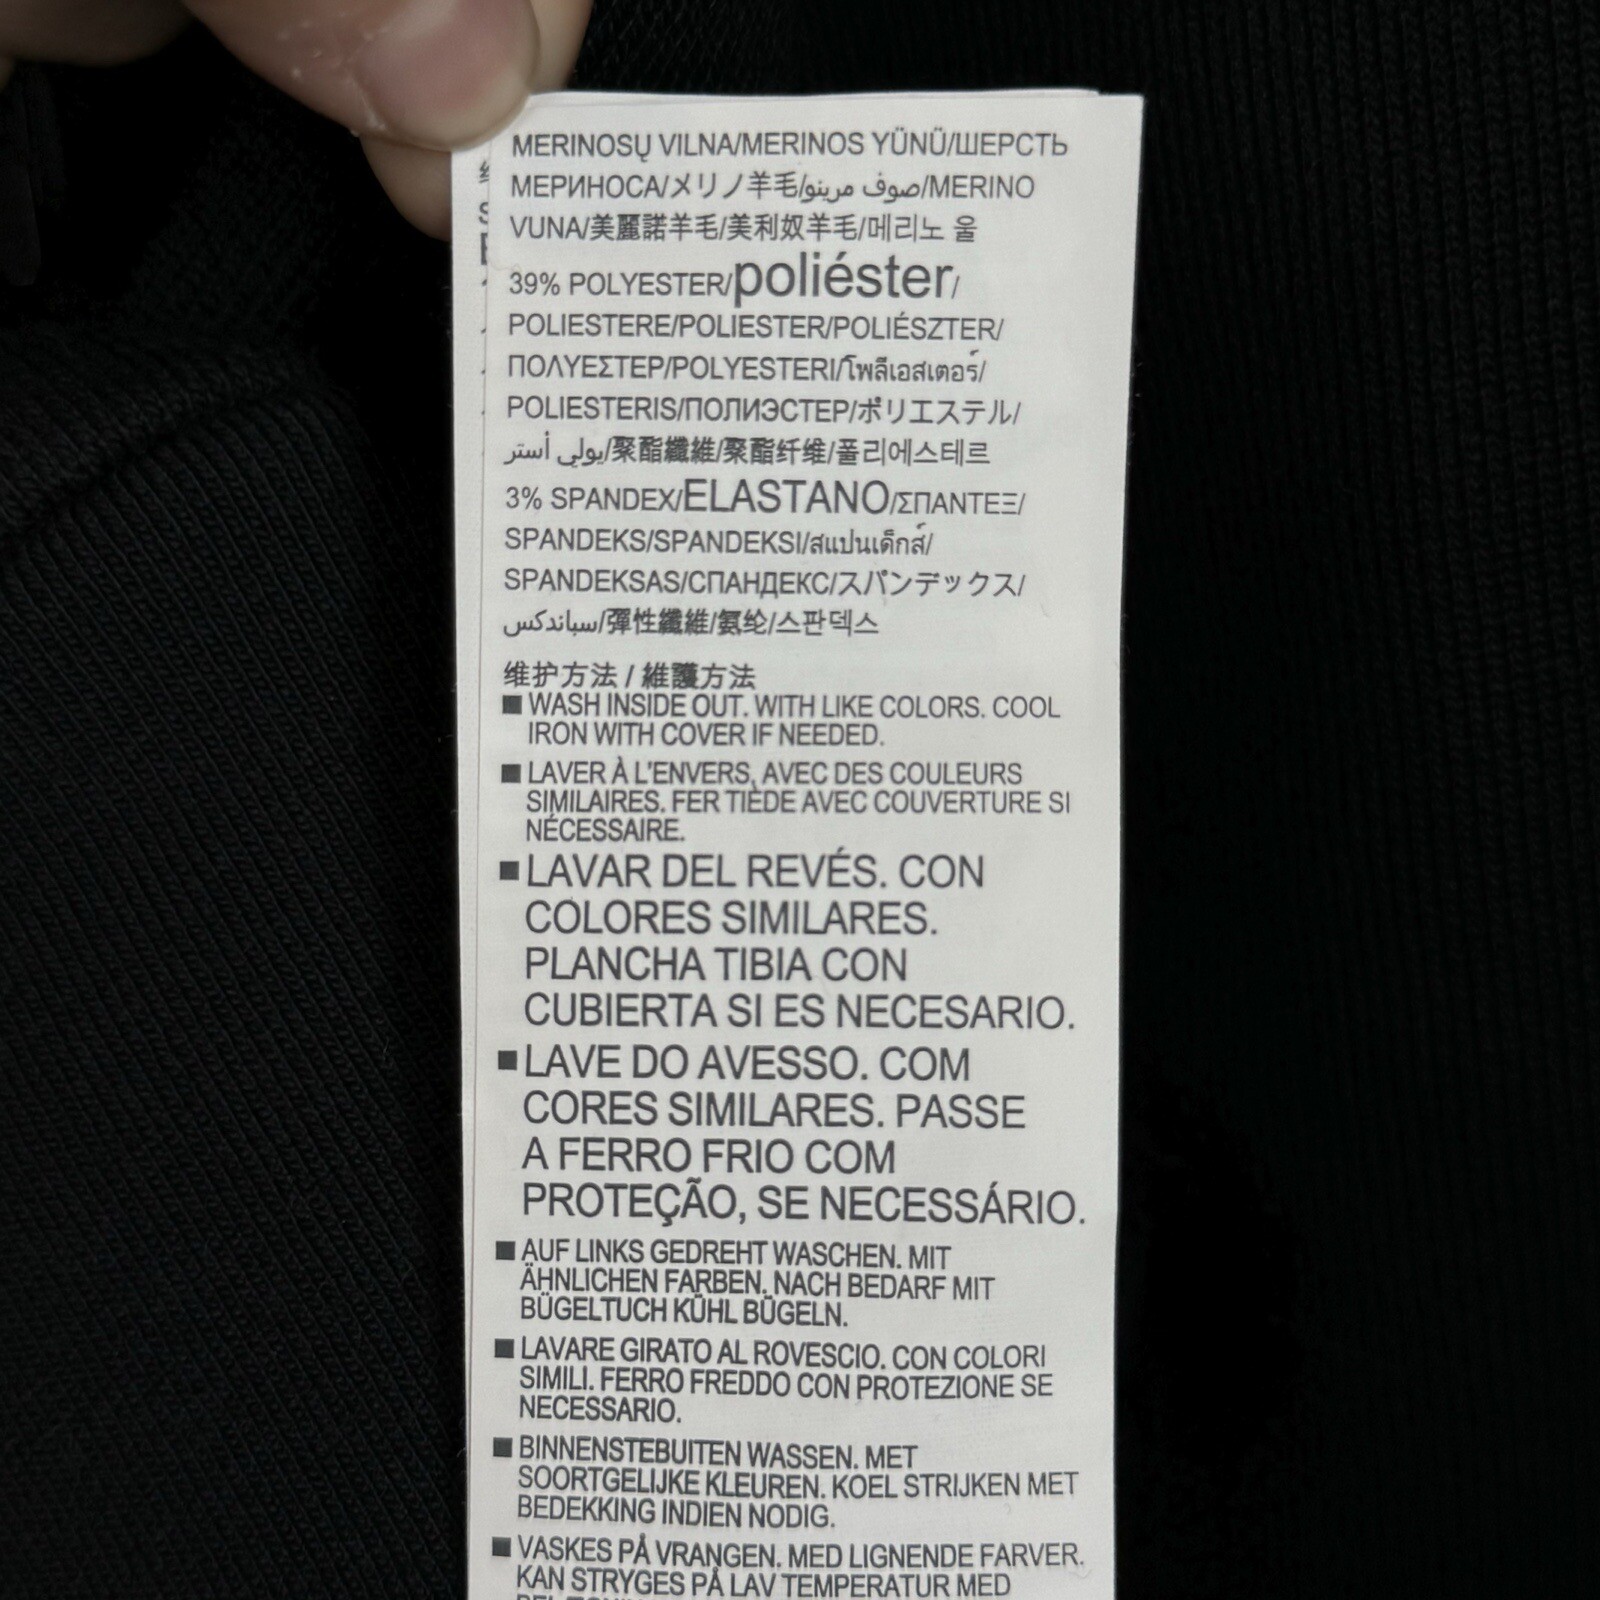 MERINOSŲ VILNA/MERINOS YÜNÜ/ШЕРСТЬ
МЕРИНОСА/メリノ羊毛/صوف مرينو/MERINO
VUNA/美麗諾羊毛/美利奴羊毛/메리노 울
39% POLYESTER/poliéster/
POLIESTERE/POLIESTER/POLIÉSZTER/
ΠΟΛΥΕΣΤΕΡ/POLYESTERI/โพลีเอสเตอร์/
POLIESTERIS/ПОЛИЭСТЕР/ポリエステル/
يولي أستر/聚酯纖維/聚酯纤维/폴리에스테르
3% SPANDEX/ELASTANO/ΣΠΑΝΤΕΞ/
SPANDEKS/SPANDEKSI/สแปนเด็กส์/
SPANDEKSAS/СПАНДЕКС/スパンデックス/
سباندكس/彈性纖維/氨纶/스판덱스
维护方法 / 維護方法
■ WASH INSIDE OUT. WITH LIKE COLORS. COOL
IRON WITH COVER IF NEEDED.
■ LAVER À L'ENVERS, AVEC DES COULEURS
SIMILAIRES. FER TIÈDE AVEC COUVERTURE SI
NÉCESSAIRE.
■ LAVAR DEL REVÉS. CON
COLORES SIMILARES.
PLANCHA TIBIA CON
CUBIERTA SI ES NECESARIO.
■ LAVE DO AVESSO. COM
CORES SIMILARES. PASSE
A FERRO FRIO COM
PROTEÇÃO, SE NECESSÁRIO.
■ AUF LINKS GEDREHT WASCHEN. MIT
ÄHNLICHEN FARBEN. NACH BEDARF MIT
BÜGELTUCH KÜHL BÜGELN.
■ LAVARE GIRATO AL ROVESCIO. CON COLORI
SIMILI. FERRO FREDDO CON PROTEZIONE SE
NECESSARIO.
■ BINNENSTEBUITEN WASSEN. MET
SOORTGELIJKE KLEUREN. KOEL STRIJKEN MET
BEDEKKING INDIEN NODIG.
■ VASKES PÅ VRANGEN. MED LIGNENDE FARVER.
KAN STRYGES PÅ LAV TEMPERATUR MED